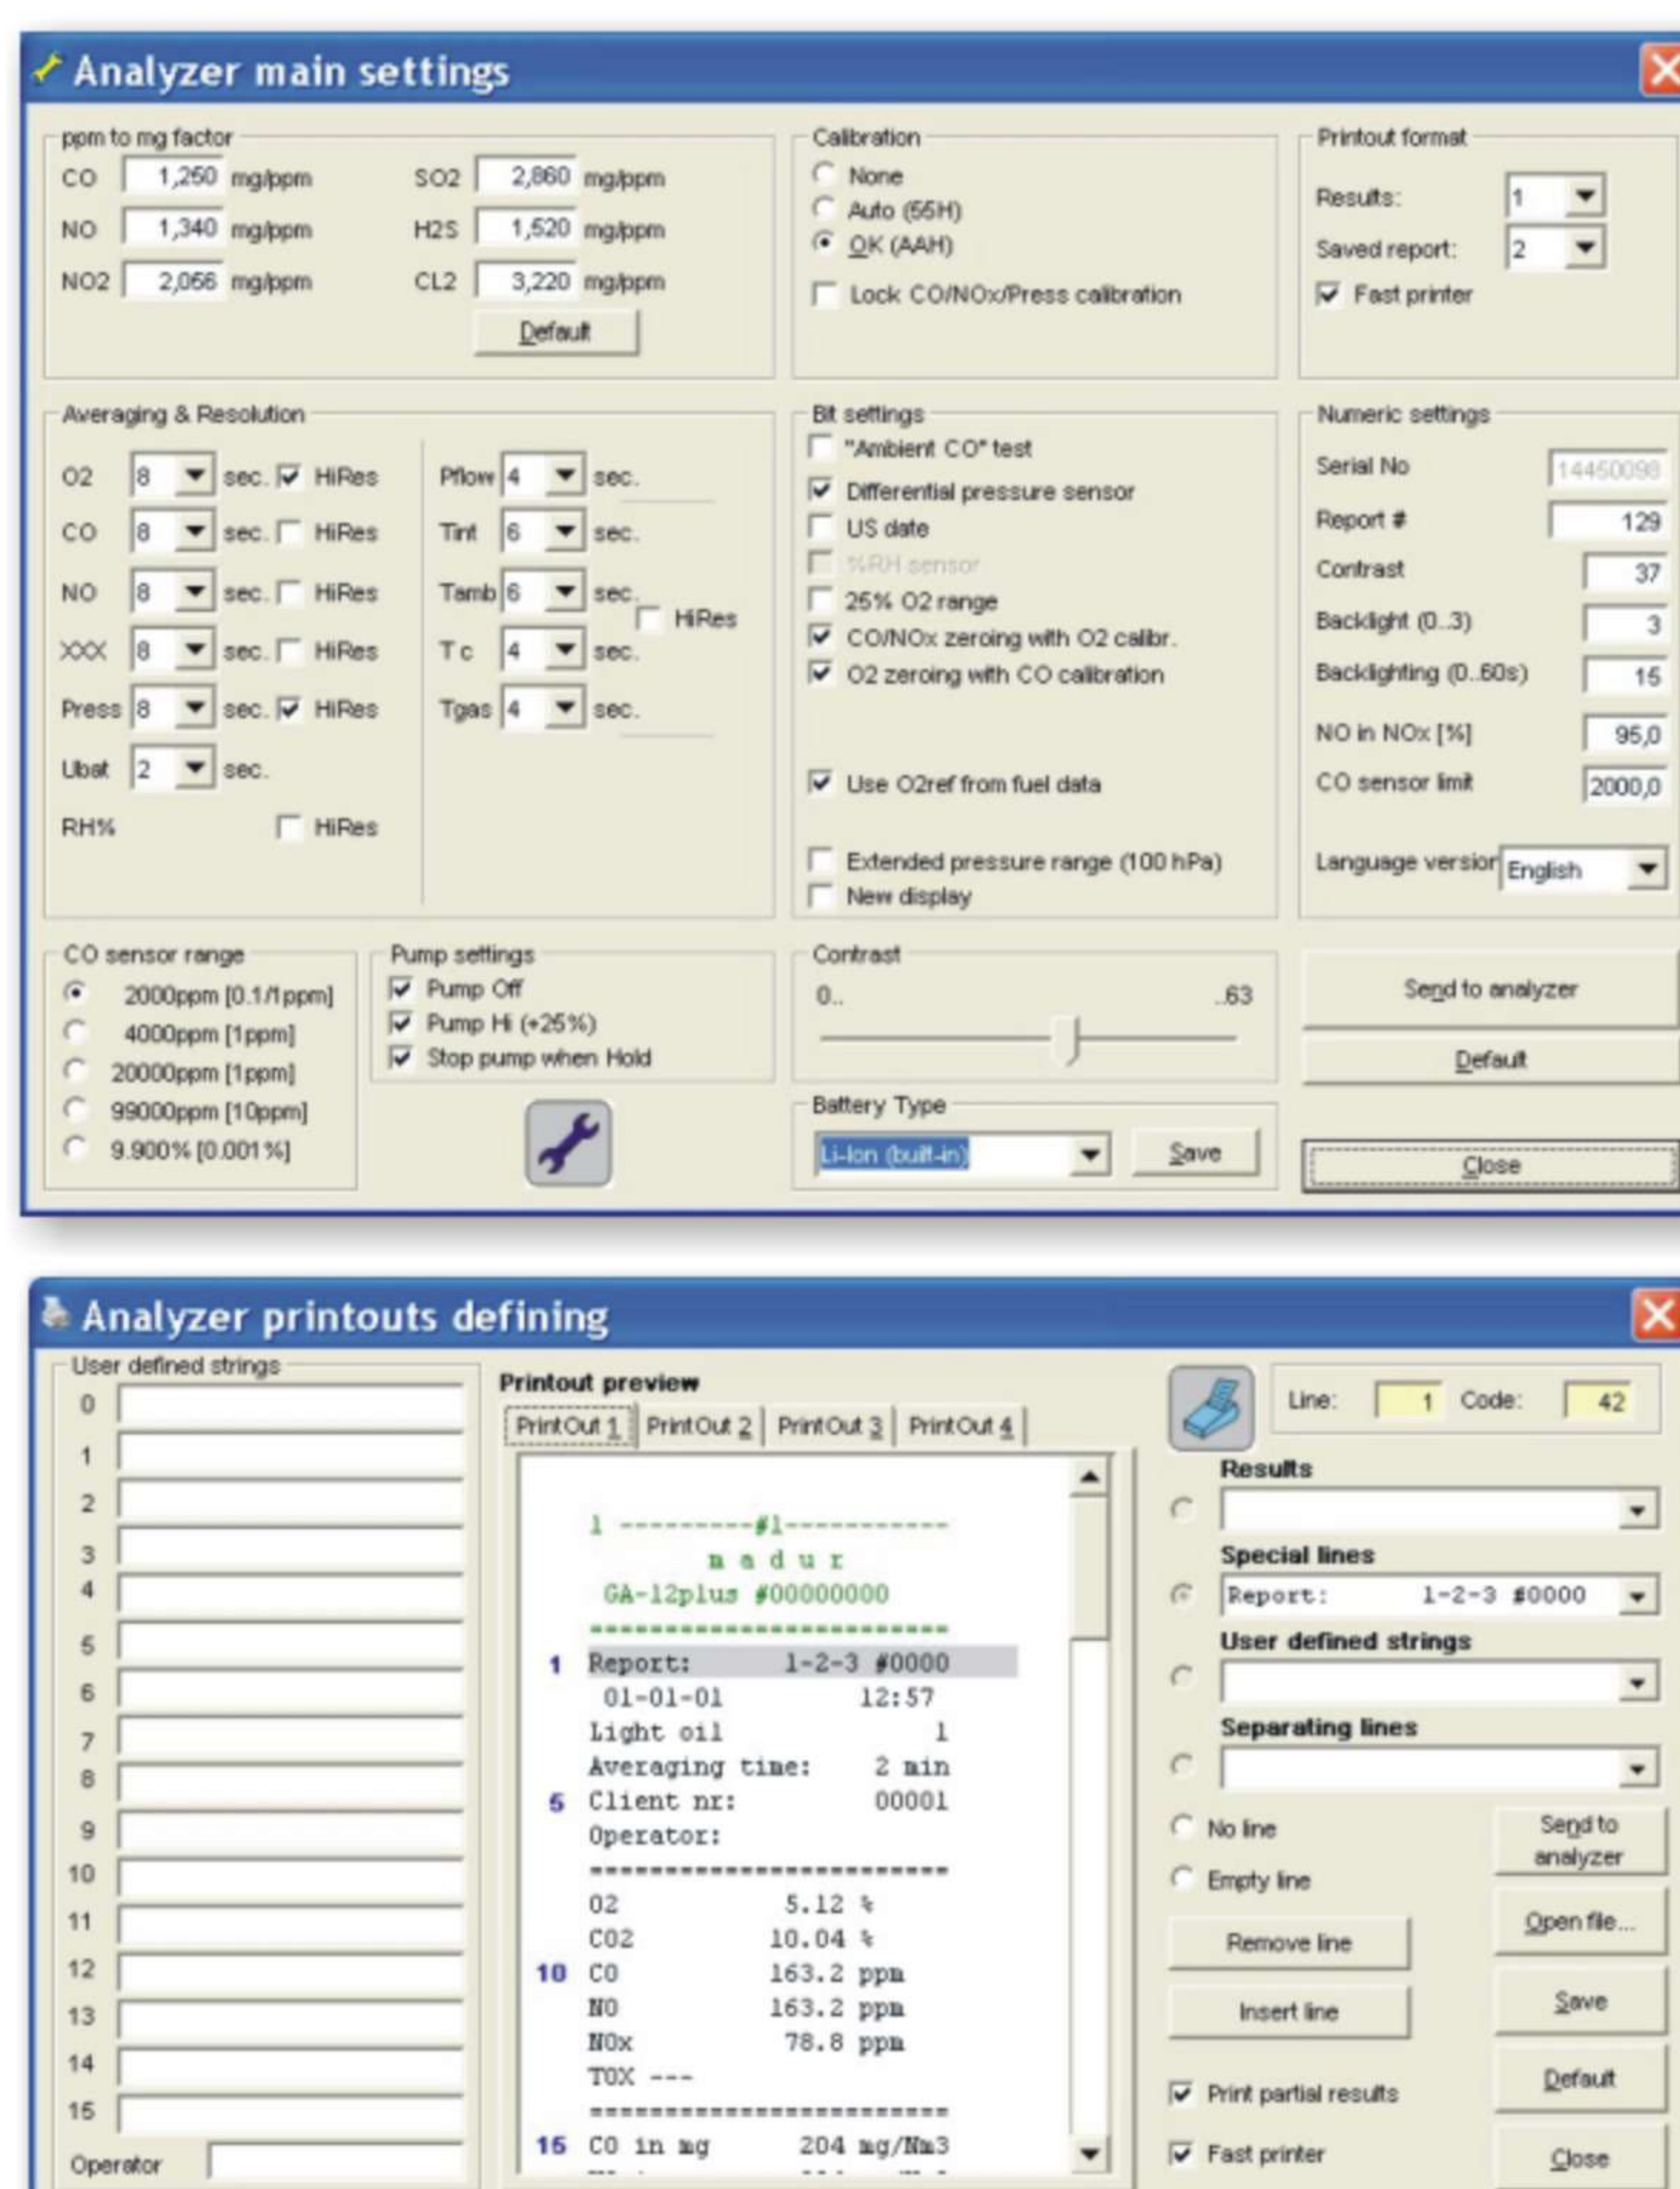 Analyzer main settings
ppm to mg factor
CO 1,250 mg/ppm SO2 2,860 mg/ppm
NO 1,340 mg/ppm H2S 1,520 mg/ppm
NO2 2,056 mg/ppm CL2 3,220 mg/ppm
Default
Calibration
None
Auto (55H)
OK (AAH)
Lock CO/NOx/Press calibration
Printout format
Results: 1
Saved report: 2
Fast printer
Averaging & Resolution
O2 8 sec. HiRes
CO 8 sec. HiRes
NO 8 sec. HiRes
XXX 8 sec. HiRes
Press 8 sec. HiRes
Ubat 2 sec.
RH% HiRes
Pflow 4 sec.
Tint 6 sec.
Tamb 6 sec.
HiRes
Tc 4 sec.
Tgas 4 sec.
Bit settings
"Ambient CO" test
Differential pressure sensor
US date
%RH sensor
25% O2 range
CO/NOx zeroing with O2 calibr.
O2 zeroing with CO calibration
Use O2ref from fuel data
Extended pressure range (100 hPa)
New display
Numeric settings
Serial No 14450098
Report # 129
Contrast 37
Backlight (0..3) 3
Backlighting (0..60s) 15
NO in NOx [%] 95,0
CO sensor limit 2000,0
Language version English
CO sensor range
2000ppm [0.1/1ppm]
4000ppm [1ppm]
20000ppm [1ppm]
99000ppm [10ppm]
9.900% [0.001%]
Pump settings
Pump Off
Pump Hi (+25%)
Stop pump when Hold
Contrast
0.. ..63
Battery Type
Li-Ion (built-in) Save
Send to analyzer
Default
Close
Analyzer printouts defining
User defined strings
0
1
2
3
4
5
6
7
8
9
10
11
12
13
14
15
Operator
Printout preview
PrintOut 1 PrintOut 2 PrintOut 3 PrintOut 4
1 ---------#1-----------
m a d u r
GA-12plus #00000000
========================
1 Report: 1-2-3 #0000
01-01-01 12:57
Light oil 1
Averaging time: 2 min
5 Client nr: 00001
Operator:
========================
O2 5.12 %
CO2 10.04 %
10 CO 163.2 ppm
NO 163.2 ppm
NOx 78.8 ppm
TOX ---
========================
15 CO in mg 204 mg/Nm3
Line: 1 Code: 42
Results
Special lines
Report: 1-2-3 #0000
User defined strings
Separating lines
No line
Empty line
Remove line
Insert line
Print partial results
Fast printer
Send to
analyzer
Open file...
Save
Default
Close